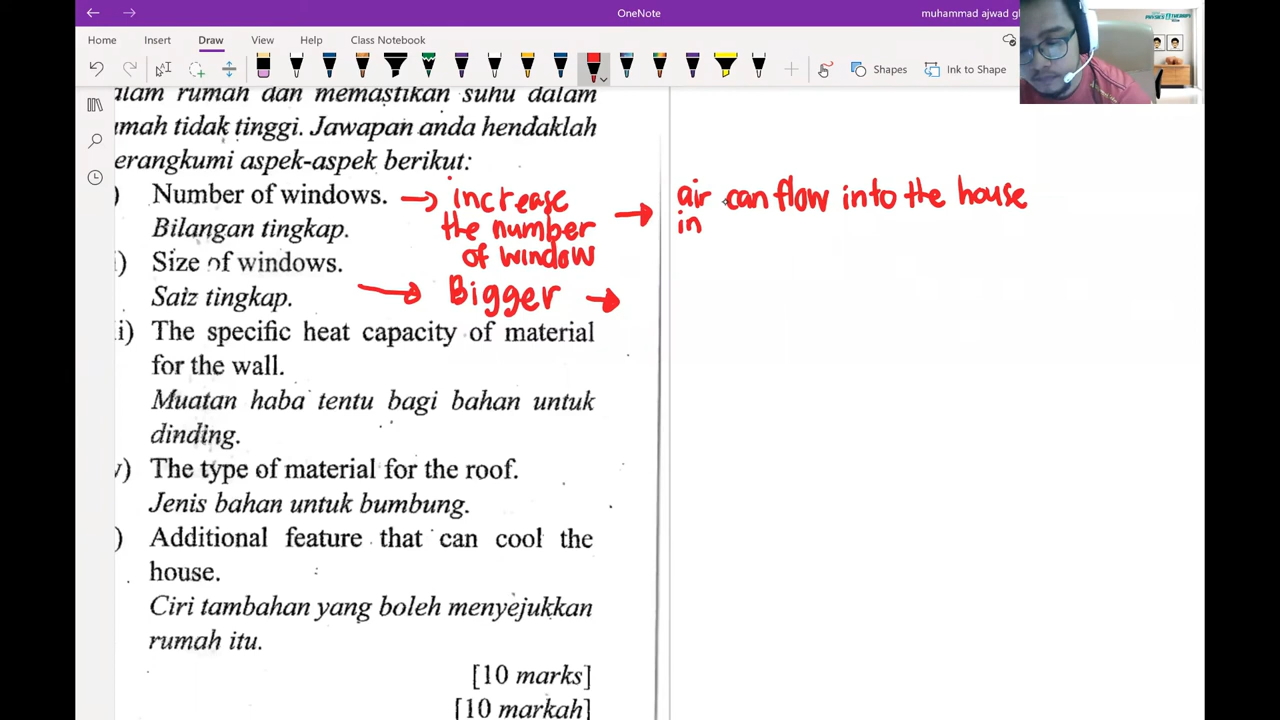 OneNote
muhammad ajwad gh
Home Insert Draw View Help Class Notebook
Shapes
Ink to Shape
alam rumah dan memastikan suhu dalam
umah tidak tinggi. Jawapan anda hendaklah
erangkumi aspek-aspek berikut:
) Number of windows. → increase
the number
of window
→ air can flow into the house
in
Bilangan tingkap.
i) Size of windows.
→ Bigger →
Saiz tingkap.
ii) The specific heat capacity of material
for the wall.
Muatan haba tentu bagi bahan untuk
dinding.
v) The type of material for the roof.
Jenis bahan untuk bumbung.
) Additional feature that can cool the
house.
Ciri tambahan yang boleh menyejukkan
rumah itu.
[10 marks]
[10 markah]